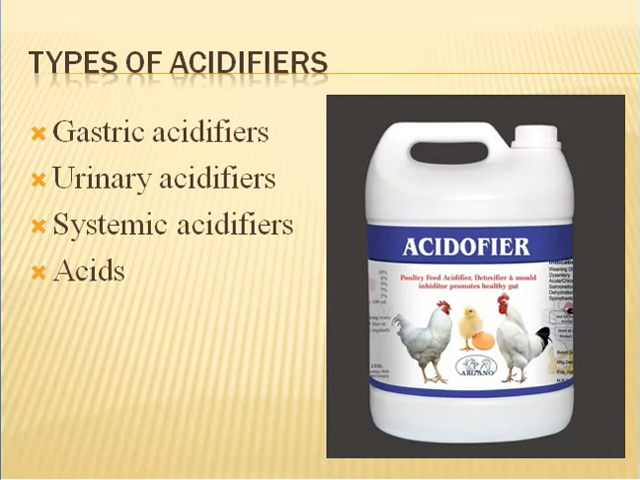 TYPES OF ACIDIFIERS
Gastric acidifiers
Urinary acidifiers
Systemic acidifiers
Acids
ACIDOFIER
Poultry Feed Acidifier, Detoxifier & mould
inhibitor promotes healthy gut
ARGANO
LTD.